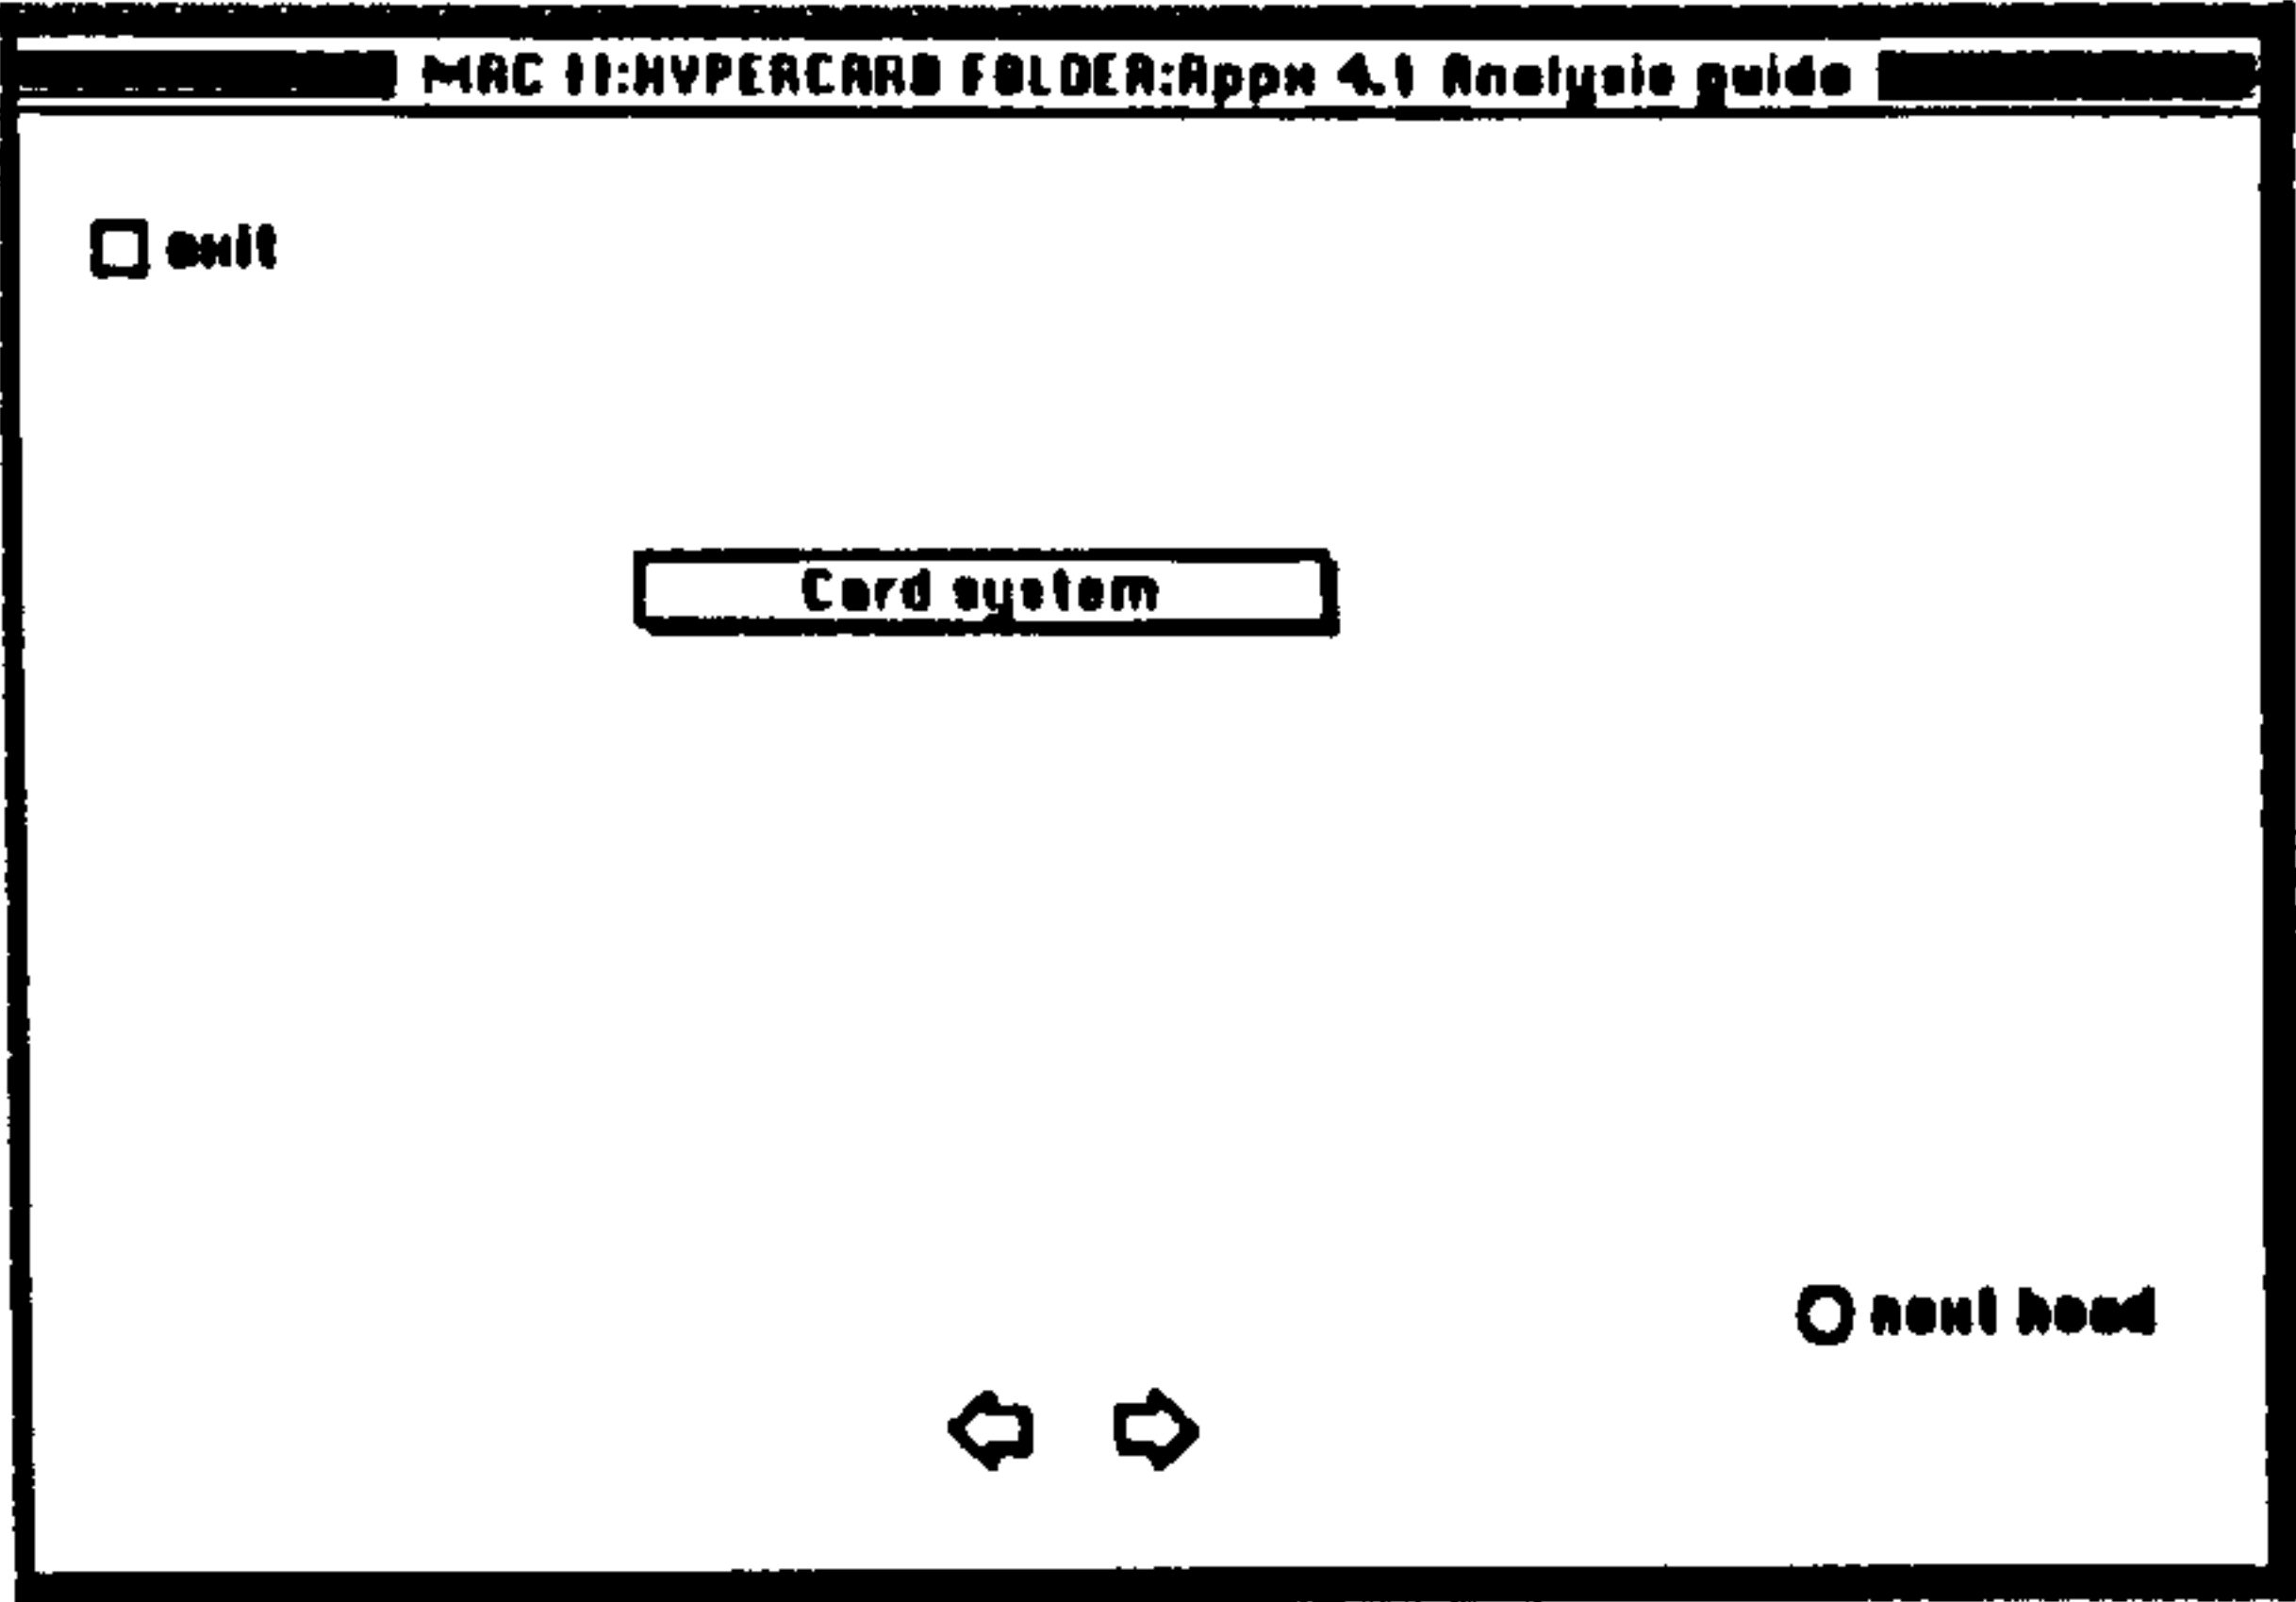 MAC II:HYPERCARD FOLDER:Appx 4.1 Analysis guide
exit
Card system
next head